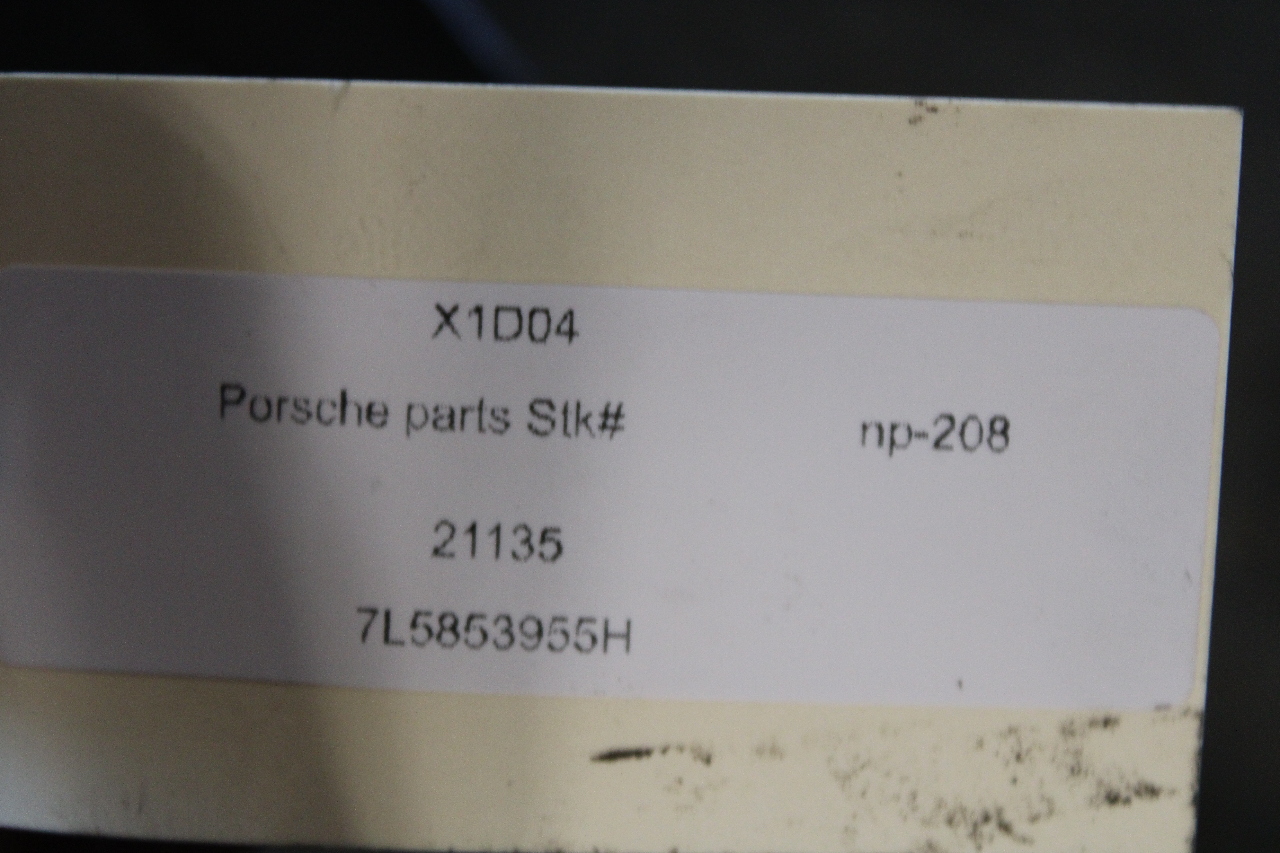 X1D04
Porsche parts Stk# np-208
21135
7L5853955H